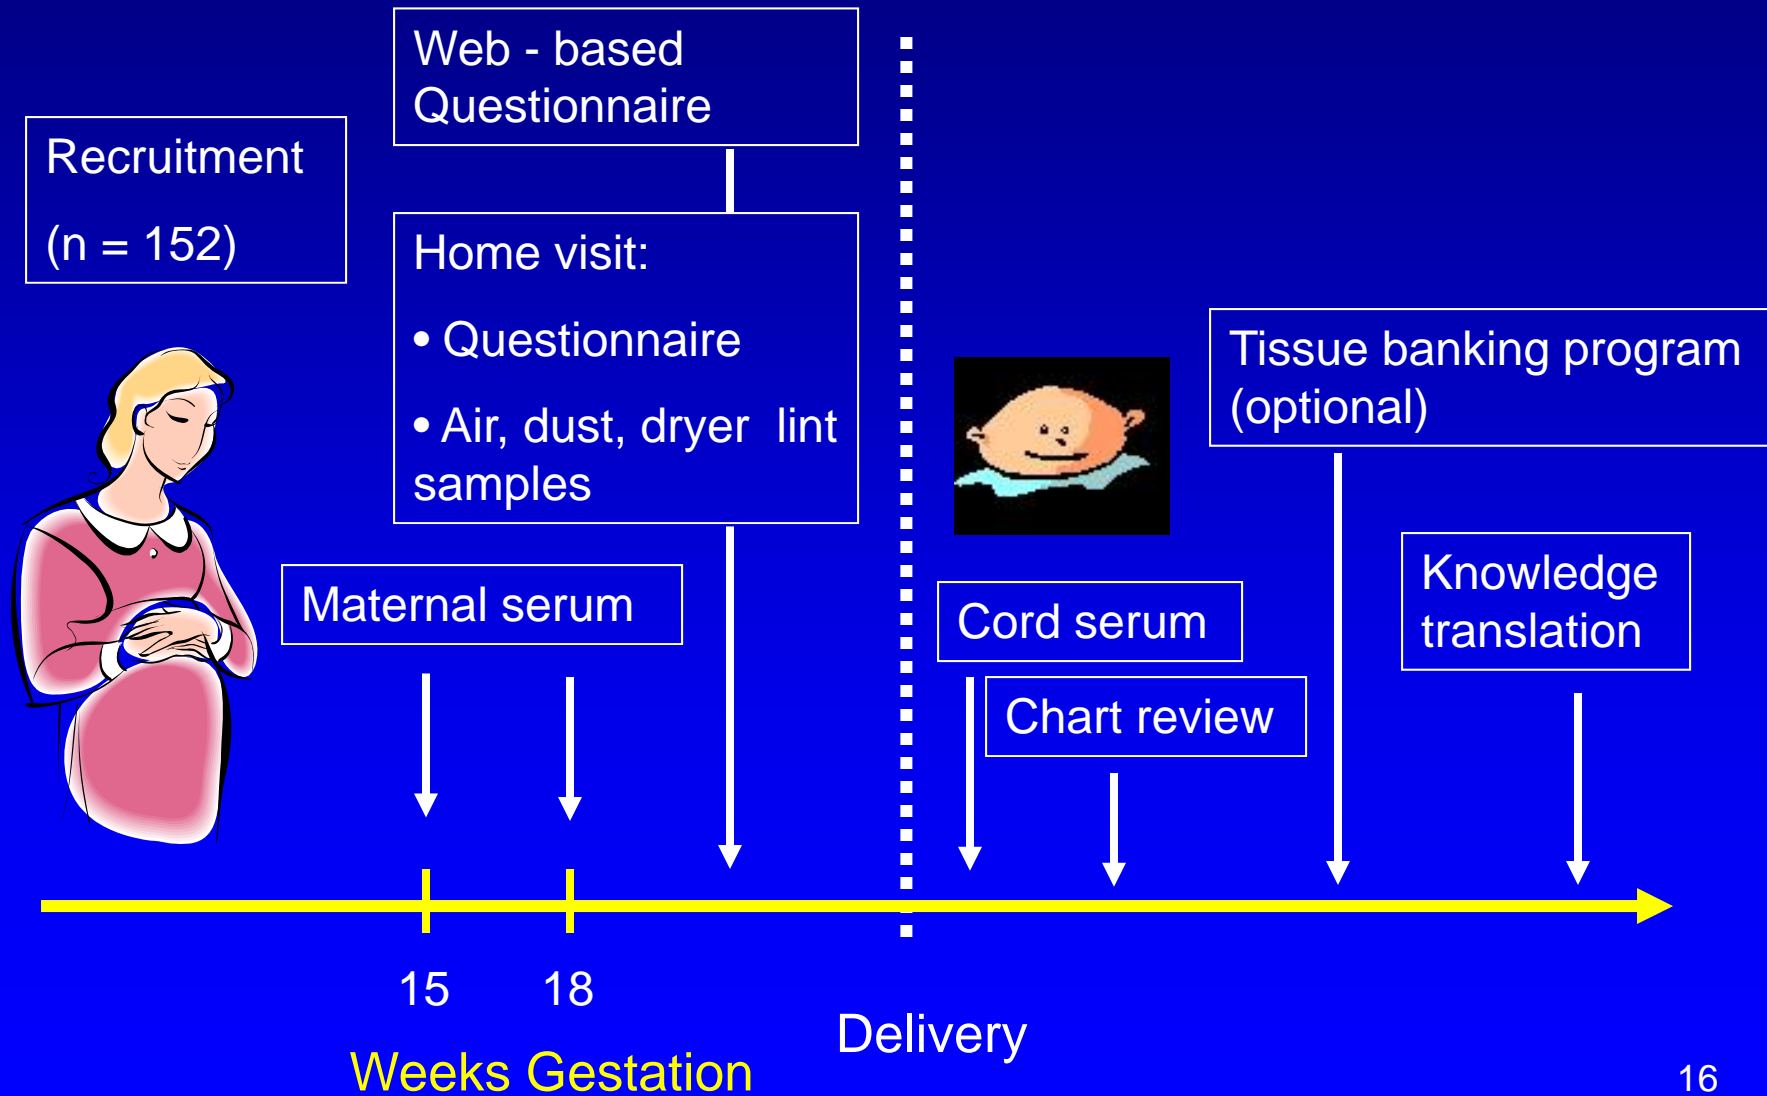 Web - based
Questionnaire
Recruitment
(n = 152)
Home visit:
• Questionnaire
• Air, dust, dryer lint
samples
Maternal serum
Tissue banking program
(optional)
Cord serum
Chart review
Knowledge
translation
15 18
Weeks Gestation
Delivery
16